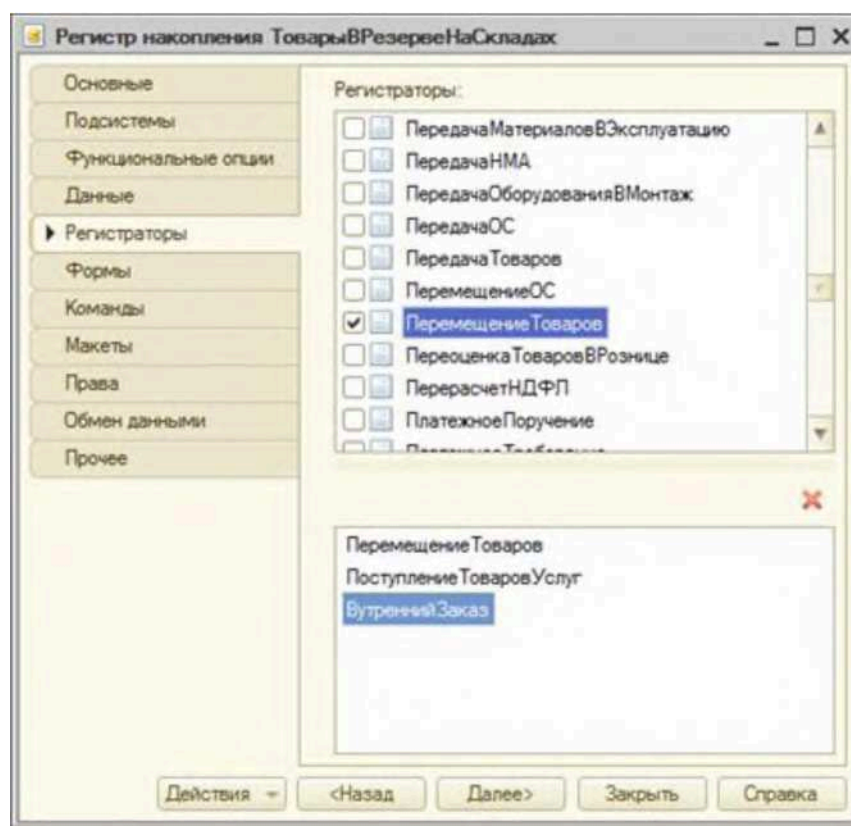 Регистр накопления ТоварыВРезервеНаСкладах
Основные
Подсистемы
Функциональные опции
Данные
Регистраторы
Формы
Команды
Макеты
Права
Обмен данными
Прочее
Регистраторы:
ПередачаМатериаловВЭксплуатацию
ПередачаНМА
ПередачаОборудованияВМонтаж
ПередачаОС
ПередачаТоваров
ПеремещениеОС
ПеремещениеТоваров
ПереоценкаТоваровВРознице
ПерерасчетНДФЛ
ПлатежноеПоручение
ПеремещениеТоваров
ПоступлениеТоваровУслуг
ВутреннийЗаказ
Действия
<Назад
Далее>
Закрыть
Справка